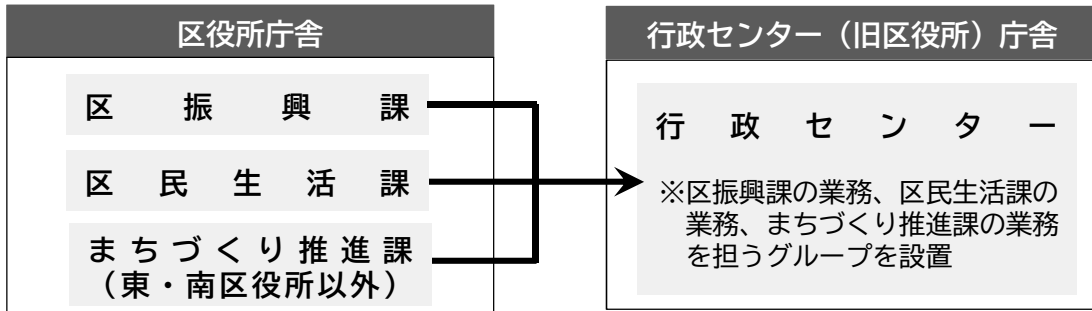 区役所庁舎
区振興課
区民生活課
まちづくり推進課
（東・南区役所以外）
行政センター（旧区役所）庁舎
行政センター
※区振興課の業務、区民生活課の
業務、まちづくり推進課の業務
を担うグループを設置